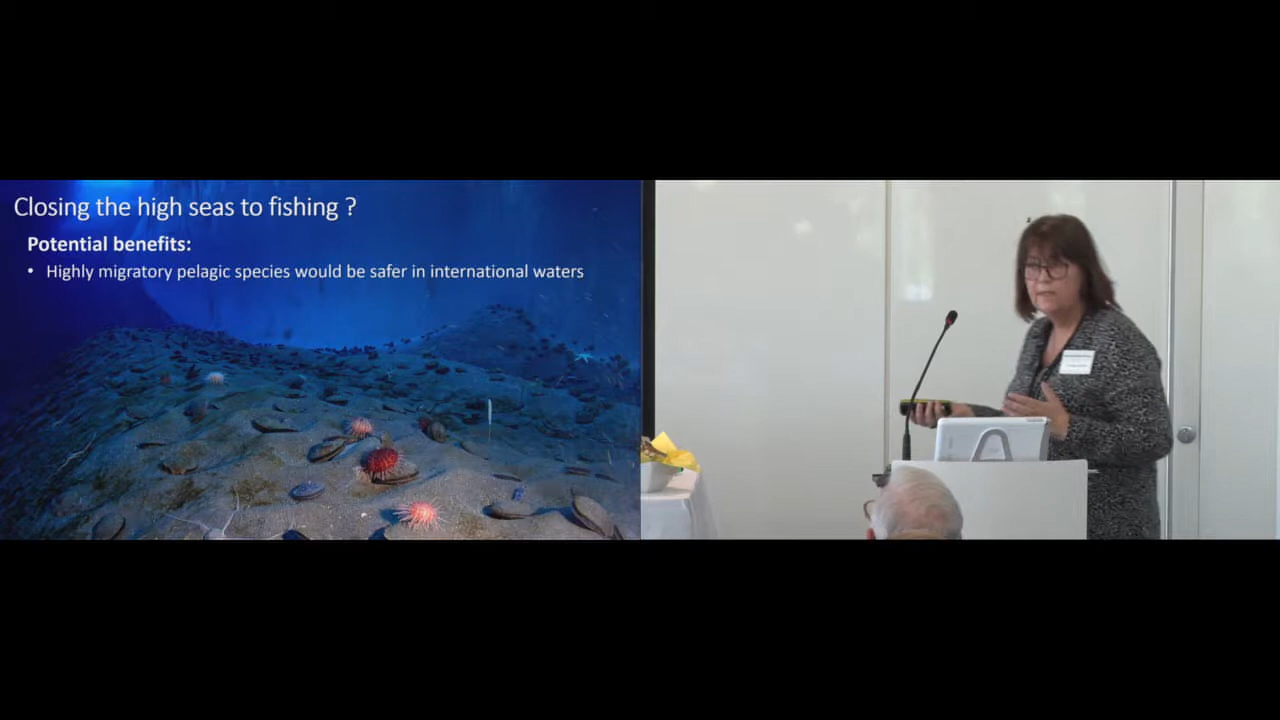 Closing the high seas to fishing ?
Potential benefits:
• Highly migratory pelagic species would be safer in international waters